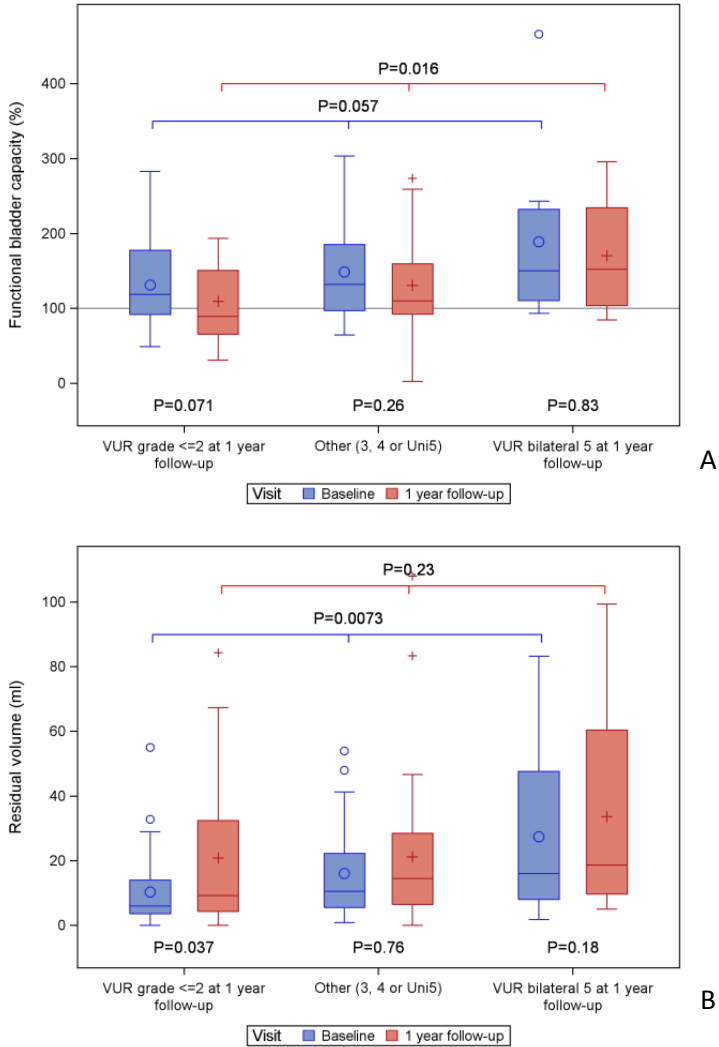 Functional bladder capacity (%)
400
300
200
100
0
P=0.016
P=0.057
P=0.071
P=0.26
P=0.83
VUR grade <=2 at 1 year
follow-up
Other (3, 4 or Uni5)
VUR bilateral 5 at 1 year
follow-up
A
Visit Baseline 1 year follow-up
Residual volume (ml)
100
80
60
40
20
0
P=0.23
P=0.0073
P=0.037
P=0.76
P=0.18
VUR grade <=2 at 1 year
follow-up
Other (3, 4 or Uni5)
VUR bilateral 5 at 1 year
follow-up
B
Visit Baseline 1 year follow-up